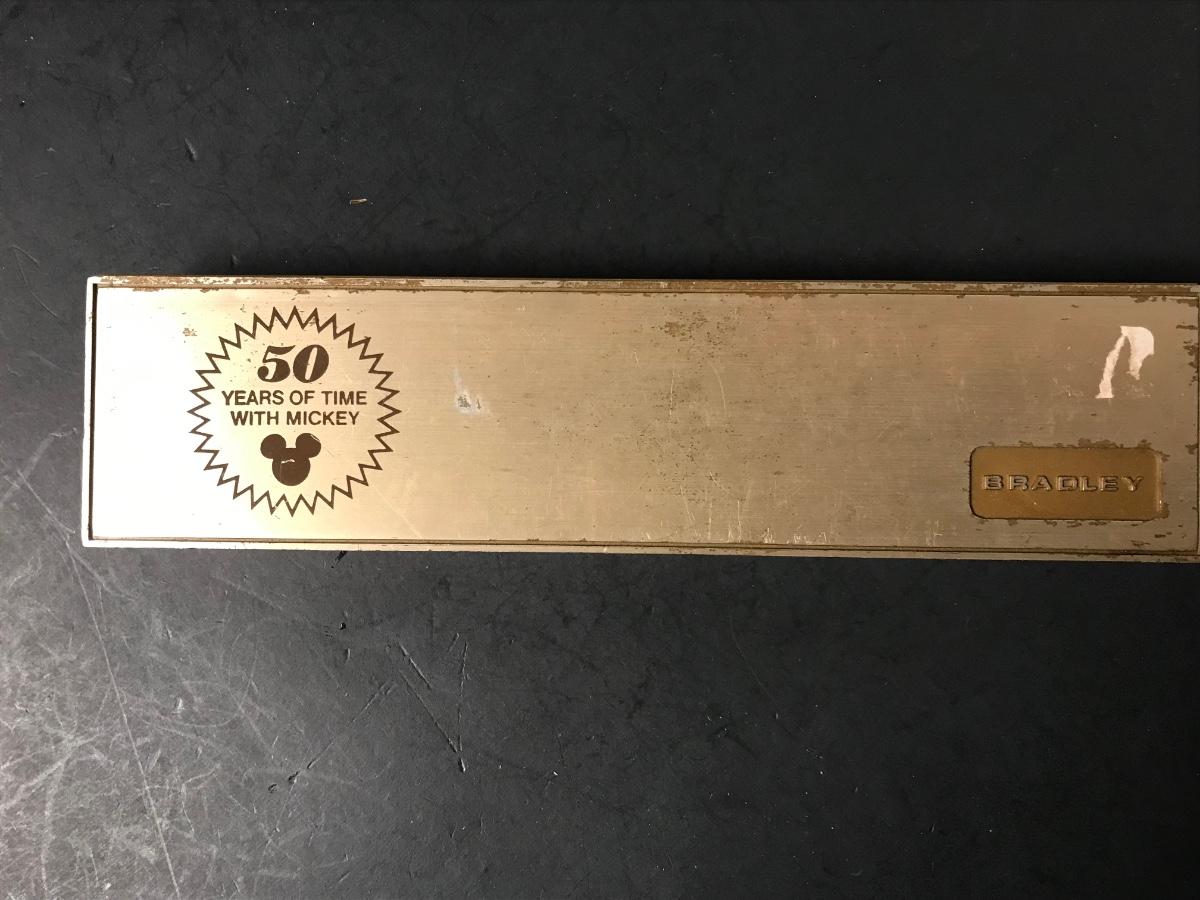 50
YEARS OF TIME
WITH MICKEY
BRADLEY